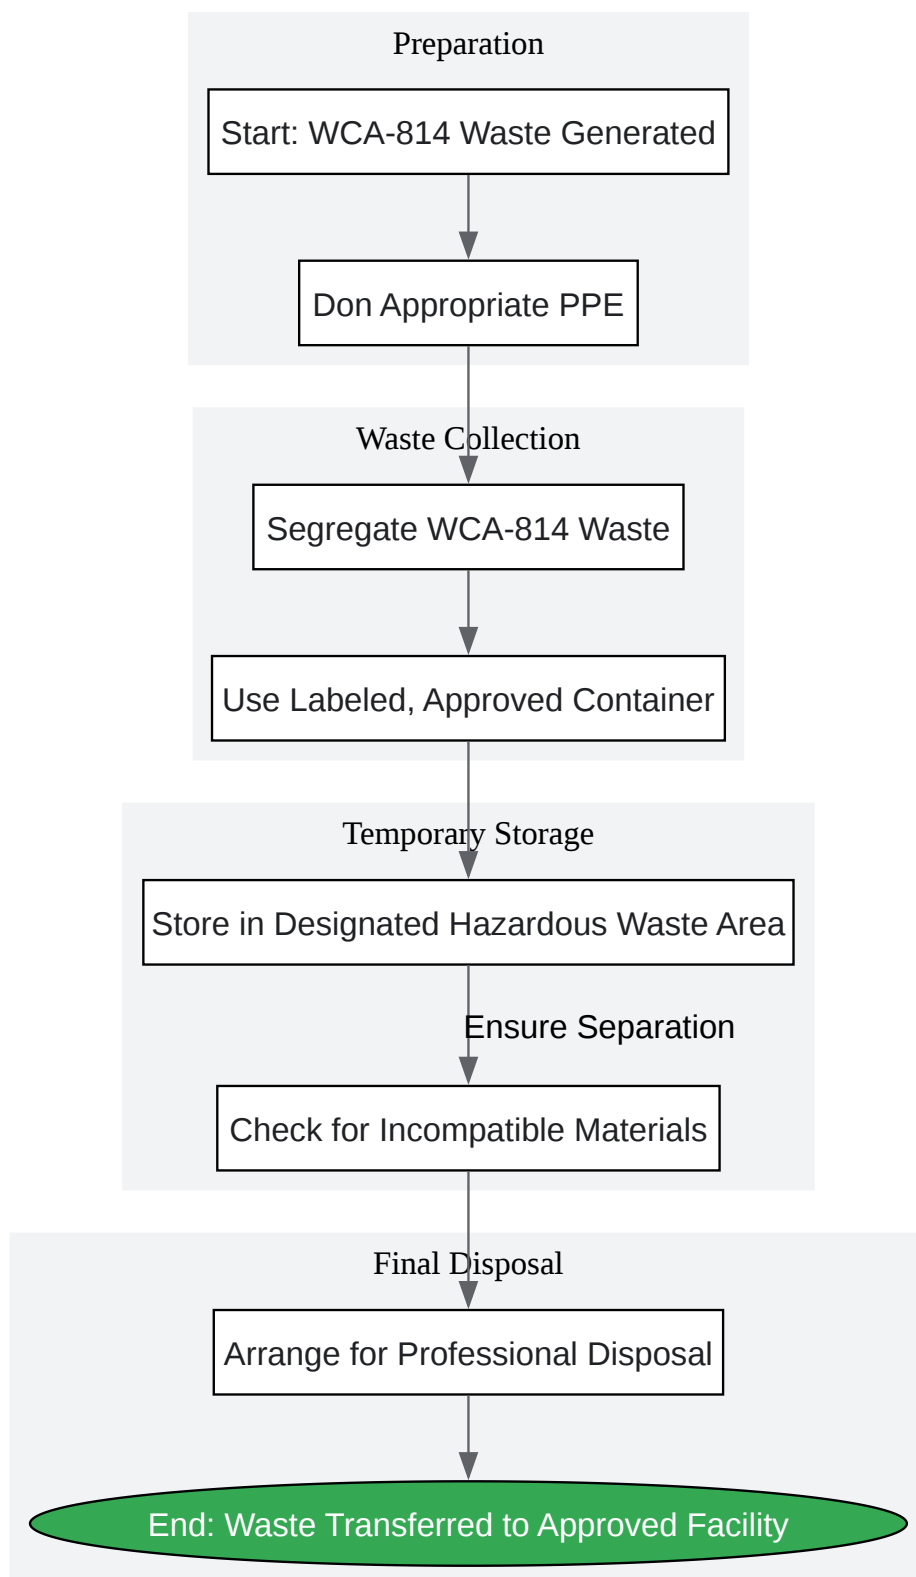 Preparation
Start: WCA-814 Waste Generated
Don Appropriate PPE
Waste Collection
Segregate WCA-814 Waste
Use Labeled, Approved Container
Temporary Storage
Store in Designated Hazardous Waste Area
Ensure Separation
Check for Incompatible Materials
Final Disposal
Arrange for Professional Disposal
End: Waste Transferred to Approved Facility